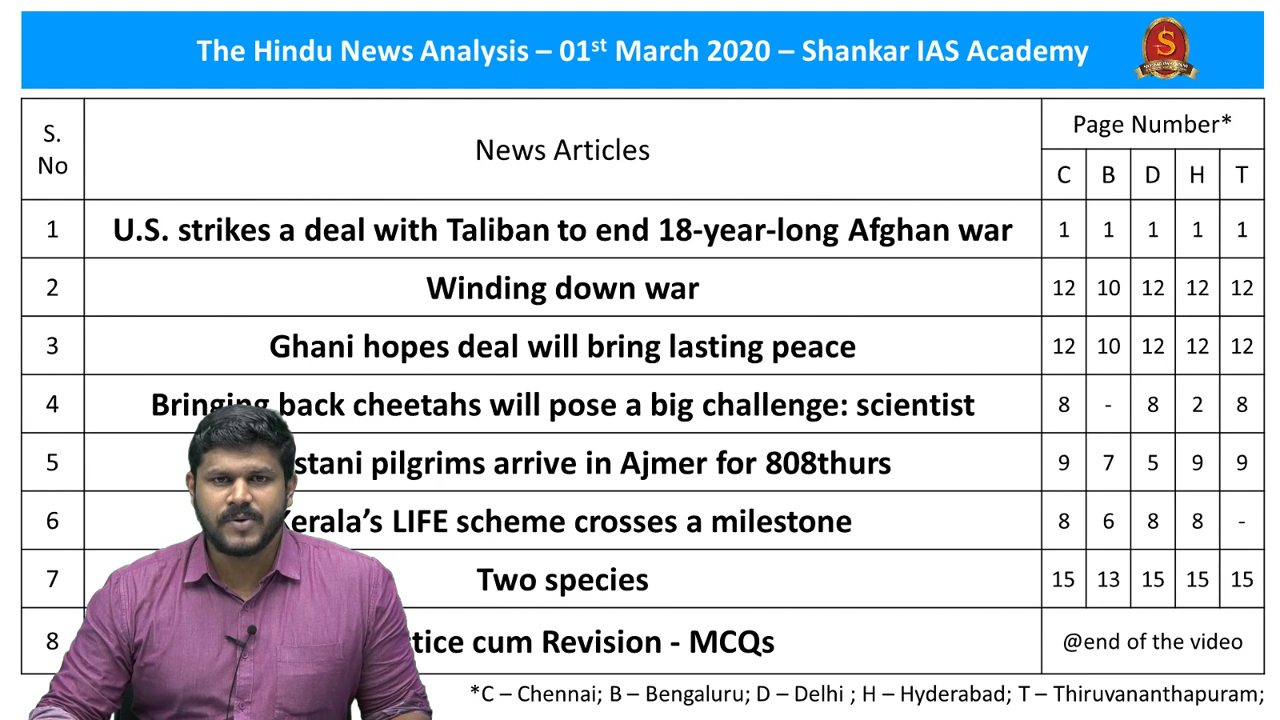 The Hindu News Analysis – 01st March 2020 – Shankar IAS Academy
S
S. No News Articles Page Number*
C B D H T
1 U.S. strikes a deal with Taliban to end 18-year-long Afghan war 1 1 1 1 1
2 Winding down war 12 10 12 12 12
3 Ghani hopes deal will bring lasting peace 12 10 12 12 12
4 Bringing back cheetahs will pose a big challenge: scientist 8 - 8 2 8
5 stani pilgrims arrive in Ajmer for 808thurs 9 7 5 9 9
6 Kerala’s LIFE scheme crosses a milestone 8 6 8 8 -
7 Two species 15 13 15 15 15
8 tice cum Revision - MCQs @end of the video
*C – Chennai; B – Bengaluru; D – Delhi ; H – Hyderabad; T – Thiruvananthapuram;